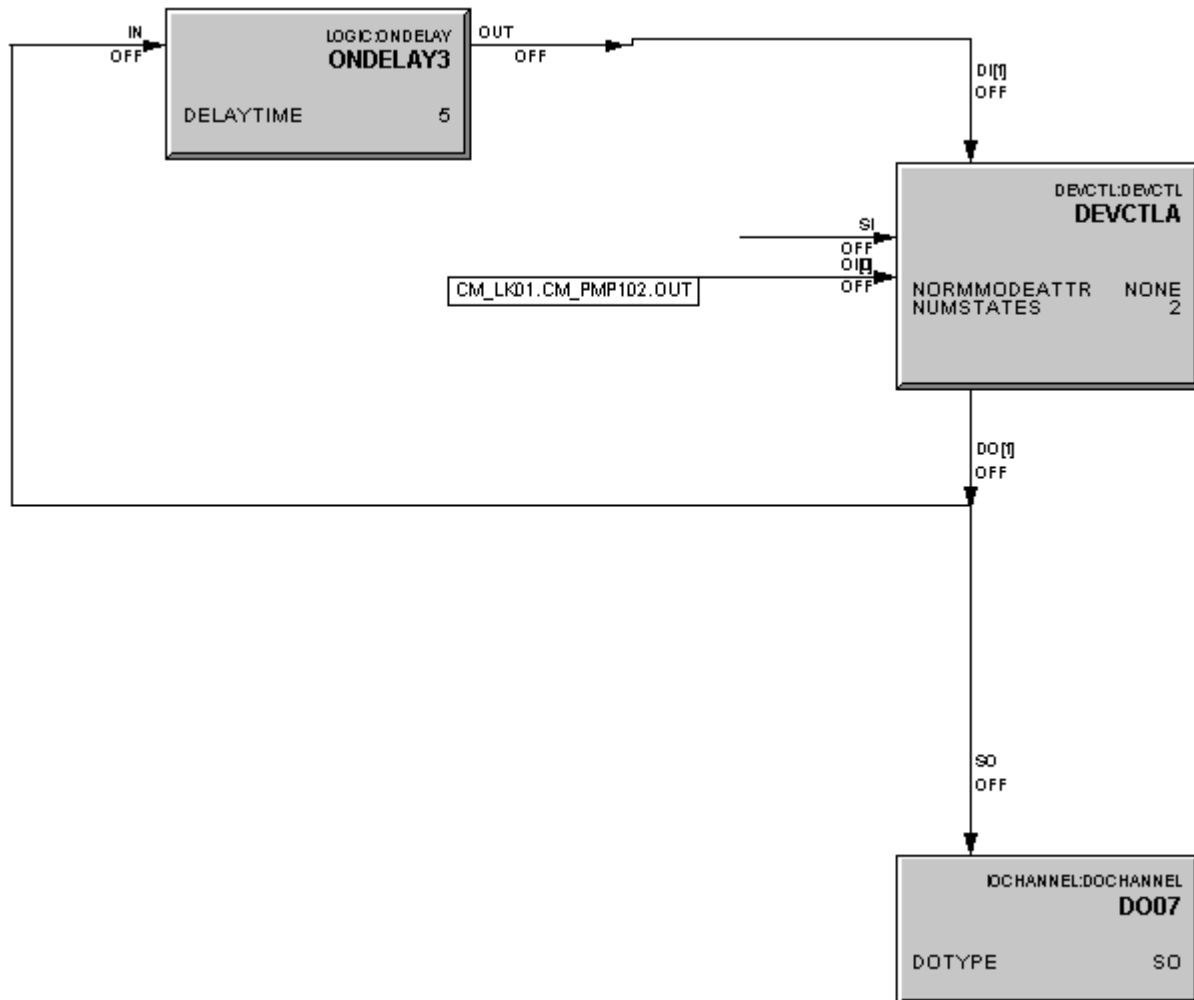 IN
OFF
LOGIC:ONDELAY
ONDELAY3
DELAYTIME 5
OUT
OFF
DI[1]
OFF
DEVCTL:DEVCTL
DEVCTLA
SI
OFF
OFF
CM_LK01.CM_PMP102.OUT
NORMMODEATTR NONE
NUMSTATES 2
DO[1]
OFF
SO
OFF
IOCHANNEL:DOCHANNEL
DO07
DOTYPE SO